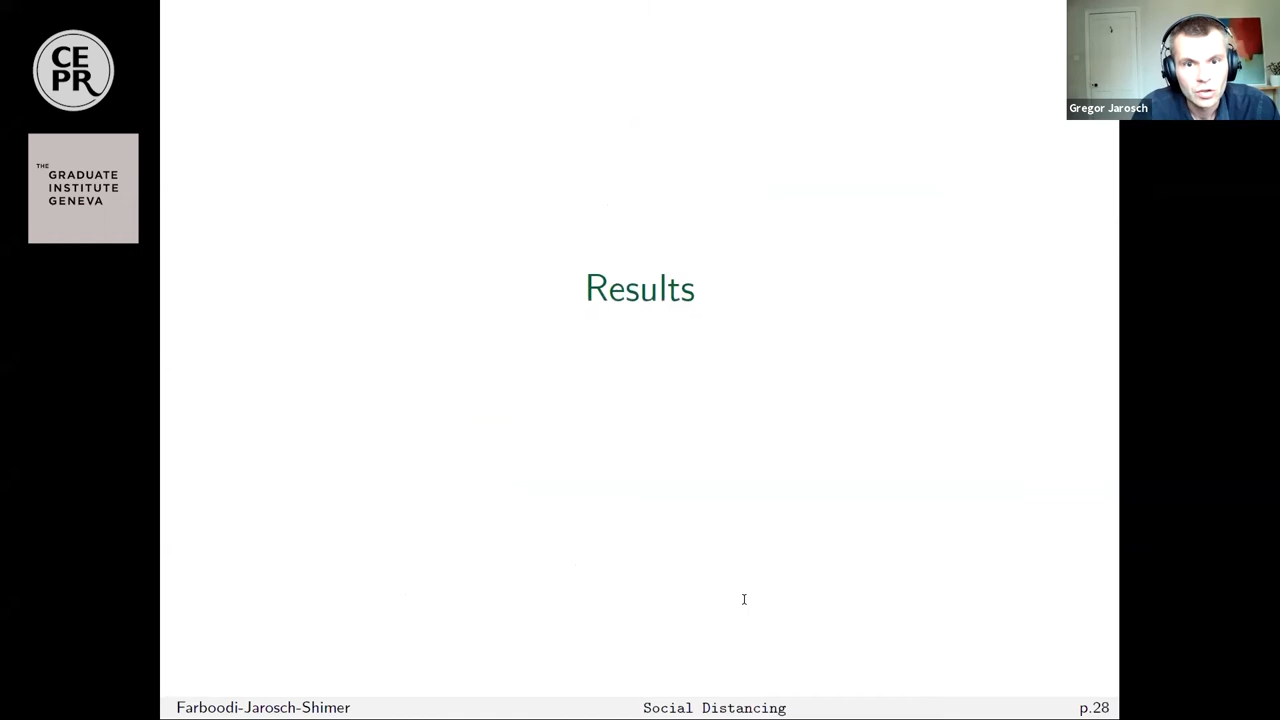 CE
PR
THE
GRADUATE
INSTITUTE
GENEVA
Gregor Jarosch
Results
Farboodi-Jarosch-Shimer
Social Distancing
p.28